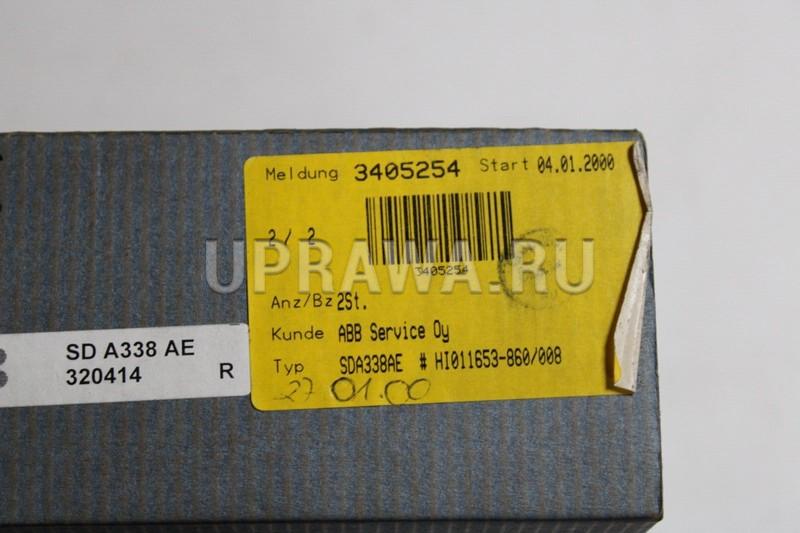 Meldung 3405254 Start 04.01.2000
2 / 2
3405254
UPRAWA.RU
Anz/Bz 2St.
Kunde ABB Service Oy
Typ SDA338AE # HI011653-860/008
27 01.00
SD A338 AE
320414 R